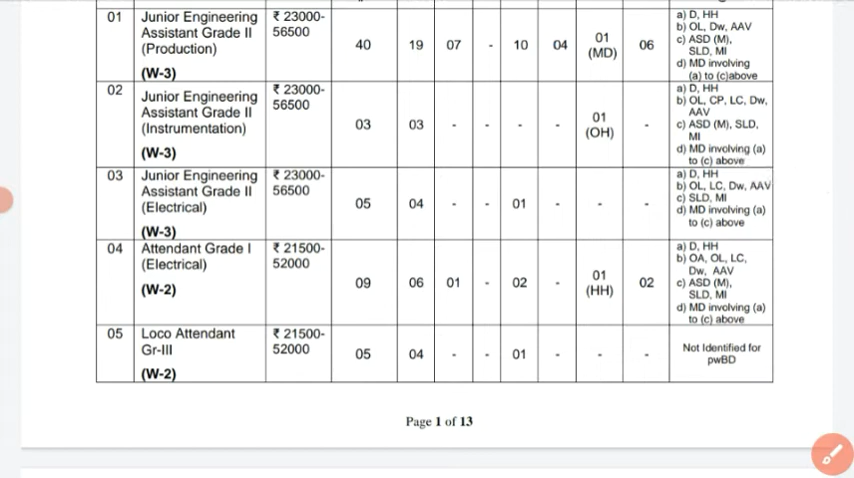 01 Junior Engineering Assistant Grade II (Production) (W-3) ₹ 23000-56500 40 19 07 - 10 04 01 (MD) 06 a) D, HH b) OL, Dw, AAV c) ASD (M), SLD, MI d) MD involving (a) to (c)above
02 Junior Engineering Assistant Grade II (Instrumentation) (W-3) ₹ 23000-56500 03 03 - - - - 01 (OH) - a) D, HH b) OL, CP, LC, Dw, AAV c) ASD (M), SLD, MI d) MD involving (a) to (c) above
03 Junior Engineering Assistant Grade II (Electrical) (W-3) ₹ 23000-56500 05 04 - - 01 - - - a) D, HH b) OL, LC, Dw, AAV c) SLD, MI d) MD involving (a) to (c) above
04 Attendant Grade I (Electrical) (W-2) ₹ 21500-52000 09 06 01 - 02 - 01 (HH) 02 a) D, HH b) OA, OL, LC, Dw, AAV c) ASD (M), SLD, MI d) MD involving (a) to (c) above
05 Loco Attendant Gr-III (W-2) ₹ 21500-52000 05 04 - - 01 - - - Not Identified for pwBD
Page 1 of 13